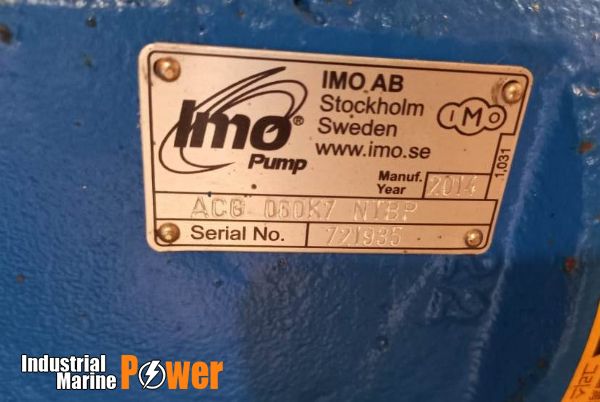 IMO AB
Stockholm
Sweden
www.imo.se
Imo®
Pump
IMO
1.031
Manuf. Year 2014
ACG 060K7 NTBP
Serial No. 721935
Industrial
Marine Power